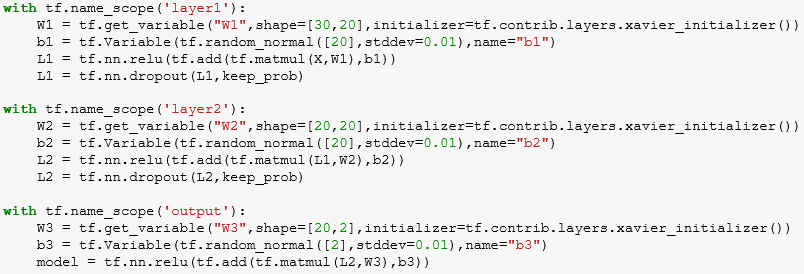 with tf.name_scope('layer1'):
    W1 = tf.get_variable("W1",shape=[30,20],initializer=tf.contrib.layers.xavier_initializer())
    b1 = tf.Variable(tf.random_normal([20],stddev=0.01),name="b1")
    L1 = tf.nn.relu(tf.add(tf.matmul(X,W1),b1))
    L1 = tf.nn.dropout(L1,keep_prob)

with tf.name_scope('layer2'):
    W2 = tf.get_variable("W2",shape=[20,20],initializer=tf.contrib.layers.xavier_initializer())
    b2 = tf.Variable(tf.random_normal([20],stddev=0.01),name="b2")
    L2 = tf.nn.relu(tf.add(tf.matmul(L1,W2),b2))
    L2 = tf.nn.dropout(L2,keep_prob)

with tf.name_scope('output'):
    W3 = tf.get_variable("W3",shape=[20,2],initializer=tf.contrib.layers.xavier_initializer())
    b3 = tf.Variable(tf.random_normal([2],stddev=0.01),name="b3")
    model = tf.nn.relu(tf.add(tf.matmul(L2,W3),b3))